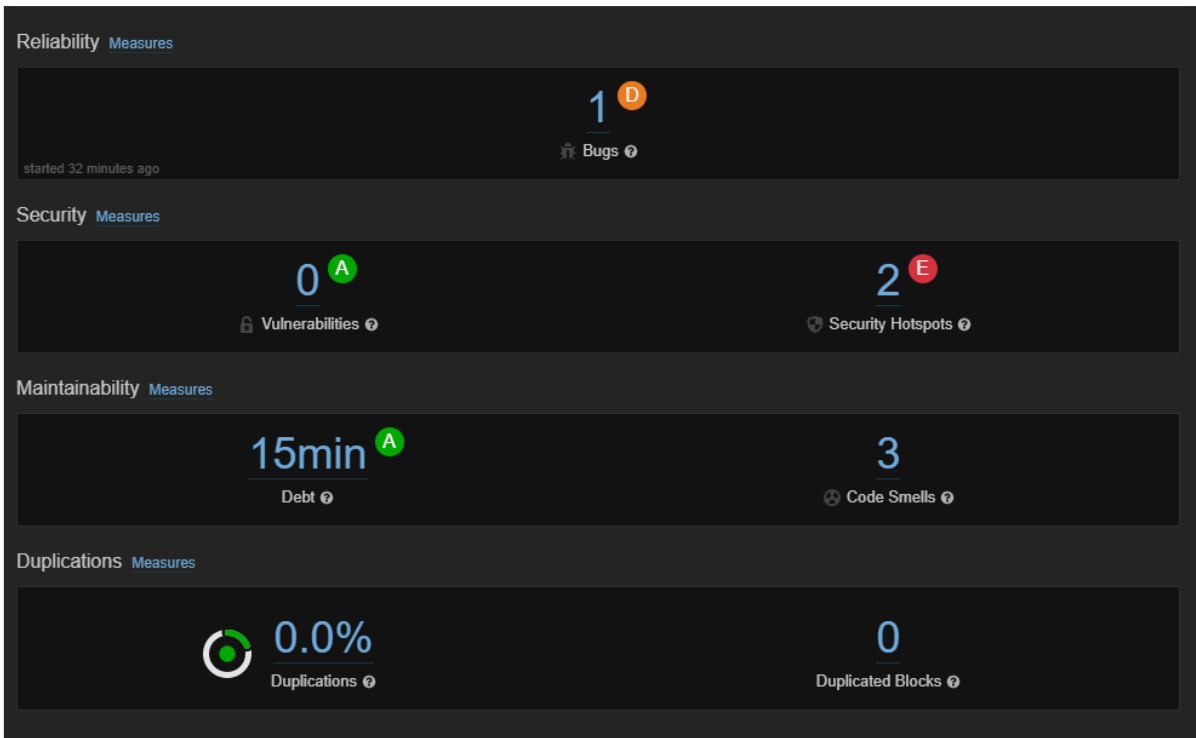 Reliability Measures
1 D
Bugs ?
started 32 minutes ago
Security Measures
0 A
2 E
Vulnerabilities ?
Security Hotspots ?
Maintainability Measures
15min A
3
Debt ?
Code Smells ?
Duplications Measures
0.0%
0
Duplications ?
Duplicated Blocks ?